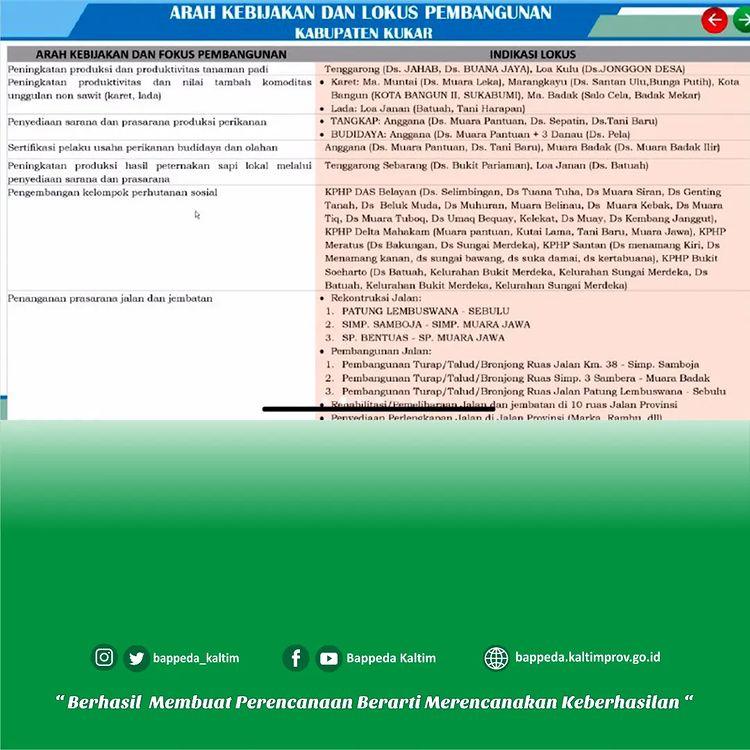 ARAH KEBIJAKAN DAN LOKUS PEMBANGUNAN
KABUPATEN KUKAR
ARAH KEBIJAKAN DAN FOKUS PEMBANGUNAN
INDIKASI LOKUS
Peningkatan produksi dan produktivitas tanaman padi
Tenggarong (Ds. JAHAB, Ds. BUANA JAYA), Loa Kulu (Ds.JONGGON DESA)
Peningkatan produktivitas dan nilai tambah komoditas
unggulan non sawit (karet, lada)
• Karet: Ma. Muntai (Ds. Muara Leka), Marangkayu (Ds. Santan Ulu,Bunga Putih), Kota
Bangun (KOTA BANGUN II, SUKABUMI), Ma. Badak (Salo Cela, Badak Mekar)
• Lada: Loa Janan (Batuah, Tani Harapan)
Penyediaan sarana dan prasarana produksi perikanan
• TANGKAP: Anggana (Ds. Muara Pantuan, Ds. Sepatin, Ds.Tani Baru)
• BUDIDAYA: Anggana (Ds. Muara Pantuan + 3 Danau (Ds. Pela)
Sertifikasi pelaku usaha perikanan budidaya dan olahan
Anggana (Ds. Muara Pantuan, Ds. Tani Baru), Muara Badak (Ds. Muara Badak Ilir)
Peningkatan produksi hasil peternakan sapi lokal melalui
penyediaan sarana dan prasarana
Tenggarong Sebarang (Ds. Bukit Pariaman), Loa Janan (Ds. Batuah)
Pengembangan kelompok perhutanan sosial
KPHP DAS Belayan (Ds. Selimbingan, Ds Tuana Tuha, Ds Muara Siran, Ds Genting
Tanah, Ds Beluk Muda, Ds Muhuran, Muara Belinau, Ds Muara Kebak, Ds Muara
Tiq, Ds Muara Tuboq, Ds Umaq Bequay, Kelekat, Ds Muay, Ds Kembang Janggut),
KPHP Delta Mahakam (Muara pantuan, Kutai Lama, Tani Baru, Muara Jawa), KPHP
Meratus (Ds Bakungan, Ds Sungai Merdeka), KPHP Santan (Ds menamang Kiri, Ds
Menamang kanan, ds sungai bawang, ds suka damai, ds kertabuana), KPHP Bukit
Soeharto (Ds Batuah, Kelurahan Bukit Merdeka, Kelurahan Sungai Merdeka, Ds
Batuah, Kelurahan Bukit Merdeka, Kelurahan Sungai Merdeka)
Penanganan prasarana jalan dan jembatan
• Rekontruksi Jalan:
1. PATUNG LEMBUSWANA - SEBULU
2. SIMP. SAMBOJA - SIMP. MUARA JAWA
3. SP. BENTUAS - SP. MUARA JAWA
• Pembangunan Jalan:
1. Pembangunan Turap/Talud/Bronjong Ruas Jalan Km. 38 - Simp. Samboja
2. Pembangunan Turap/Talud/Bronjong Ruas Simp. 3 Sambera - Muara Badak
3. Pembangunan Turap/Talud/Bronjong Ruas Jalan Patung Lembuswana - Sebulu
• Rehabilitasi/Pemeliharaan Jalan dan jembatan di 10 ruas Jalan Provinsi
• Penyediaan Perlengkapan Jalan di Jalan Provinsi (Marka, Rambu, dll)
bappeda_kaltim
Bappeda Kaltim
bappeda.kaltimprov.go.id
“ Berhasil Membuat Perencanaan Berarti Merencanakan Keberhasilan “